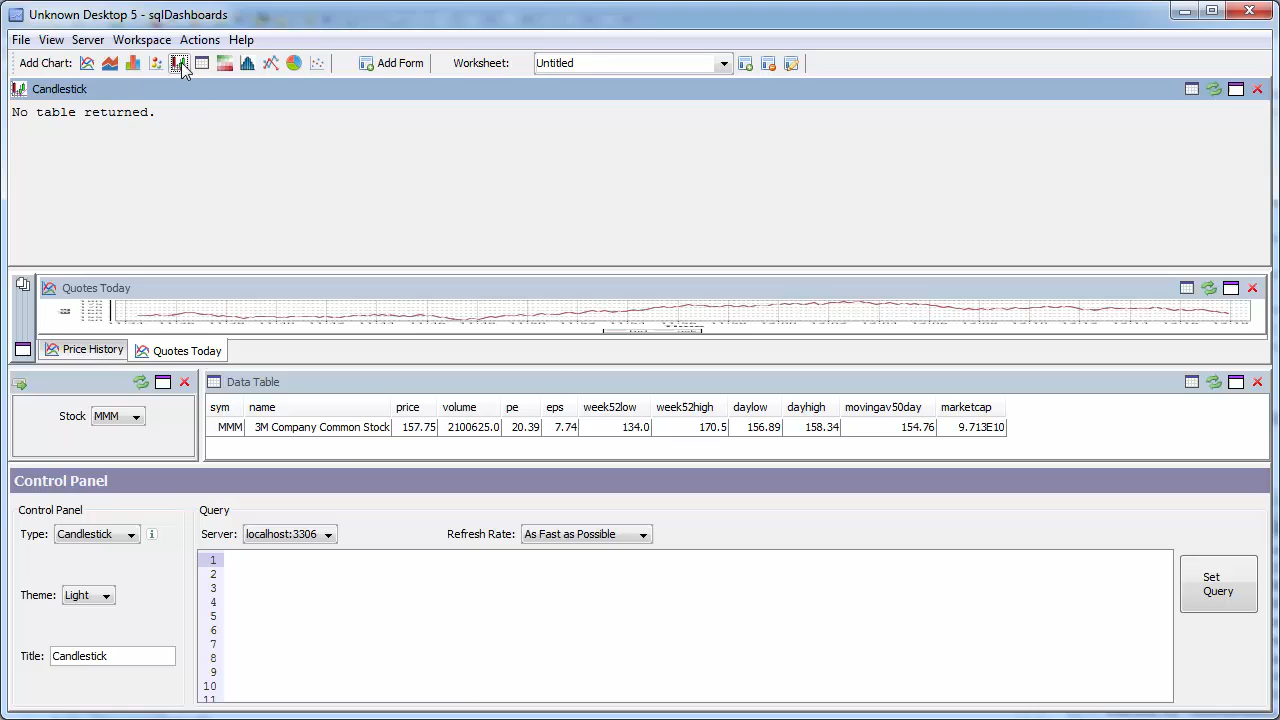 Unknown Desktop 5 - sqlDashboards
File View Server Workspace Actions Help
Add Chart: Add Form Worksheet: Untitled
Candlestick
No table returned.
Quotes Today
Price History Quotes Today
Data Table
Stock MMM
sym name price volume pe eps week52low week52high daylow dayhigh movingav50day marketcap
MMM 3M Company Common Stock 157.75 2100625.0 20.39 7.74 134.0 170.5 156.89 158.34 154.76 9.713E10
Control Panel
Control Panel Query
Type: Candlestick i Server: localhost:3306 Refresh Rate: As Fast as Possible
1
2
3
4
5
6
7
8
9
10
11
Set
Query
Theme: Light
Title: Candlestick